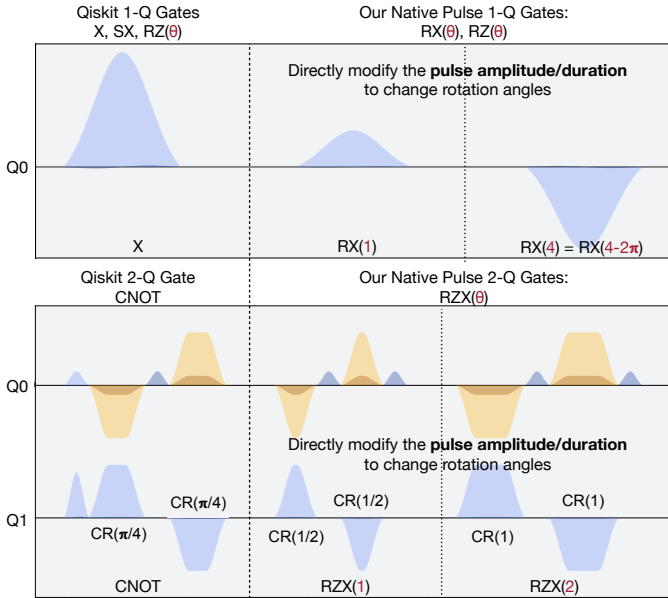 Qiskit 1-Q Gates
X, SX, RZ(θ)
Our Native Pulse 1-Q Gates:
RX(θ), RZ(θ)
Directly modify the pulse amplitude/duration
to change rotation angles
Q0
X
RX(1)
RX(4) = RX(4-2π)
Qiskit 2-Q Gate
CNOT
Our Native Pulse 2-Q Gates:
RZX(θ)
Q0
Directly modify the pulse amplitude/duration
to change rotation angles
CR(π/4)
CR(1/2)
CR(1)
Q1
CR(π/4)
CR(1/2)
CR(1)
CNOT
RZX(1)
RZX(2)